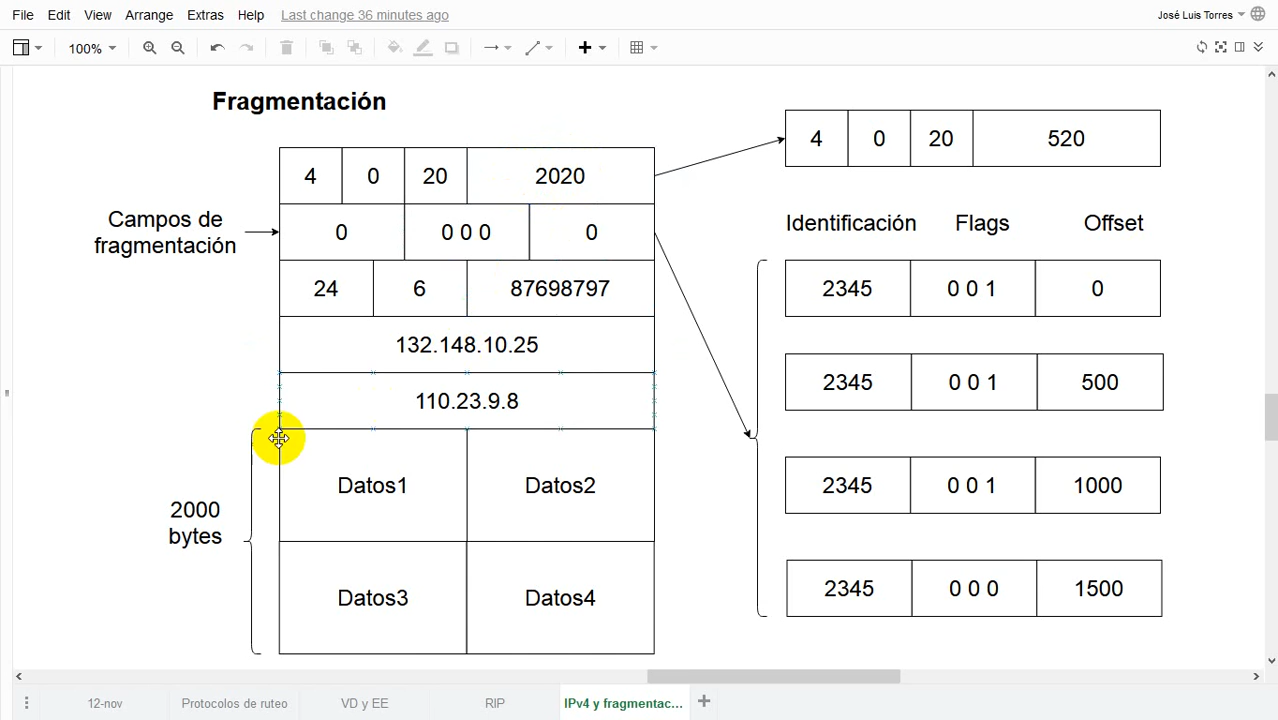 File Edit View Arrange Extras Help Last change 36 minutes ago José Luis Torres
100%
Fragmentación
4 0 20 520
4 0 20 2020
Campos de
fragmentación
0 0 0 0 0
Identificación Flags Offset
24 6 87698797
2345 0 0 1 0
132.148.10.25
2345 0 0 1 500
110.23.9.8
Datos1 Datos2
2345 0 0 1 1000
2000
bytes
Datos3 Datos4
2345 0 0 0 1500
12-nov Protocolos de ruteo VD y EE RIP IPv4 y fragmentac...